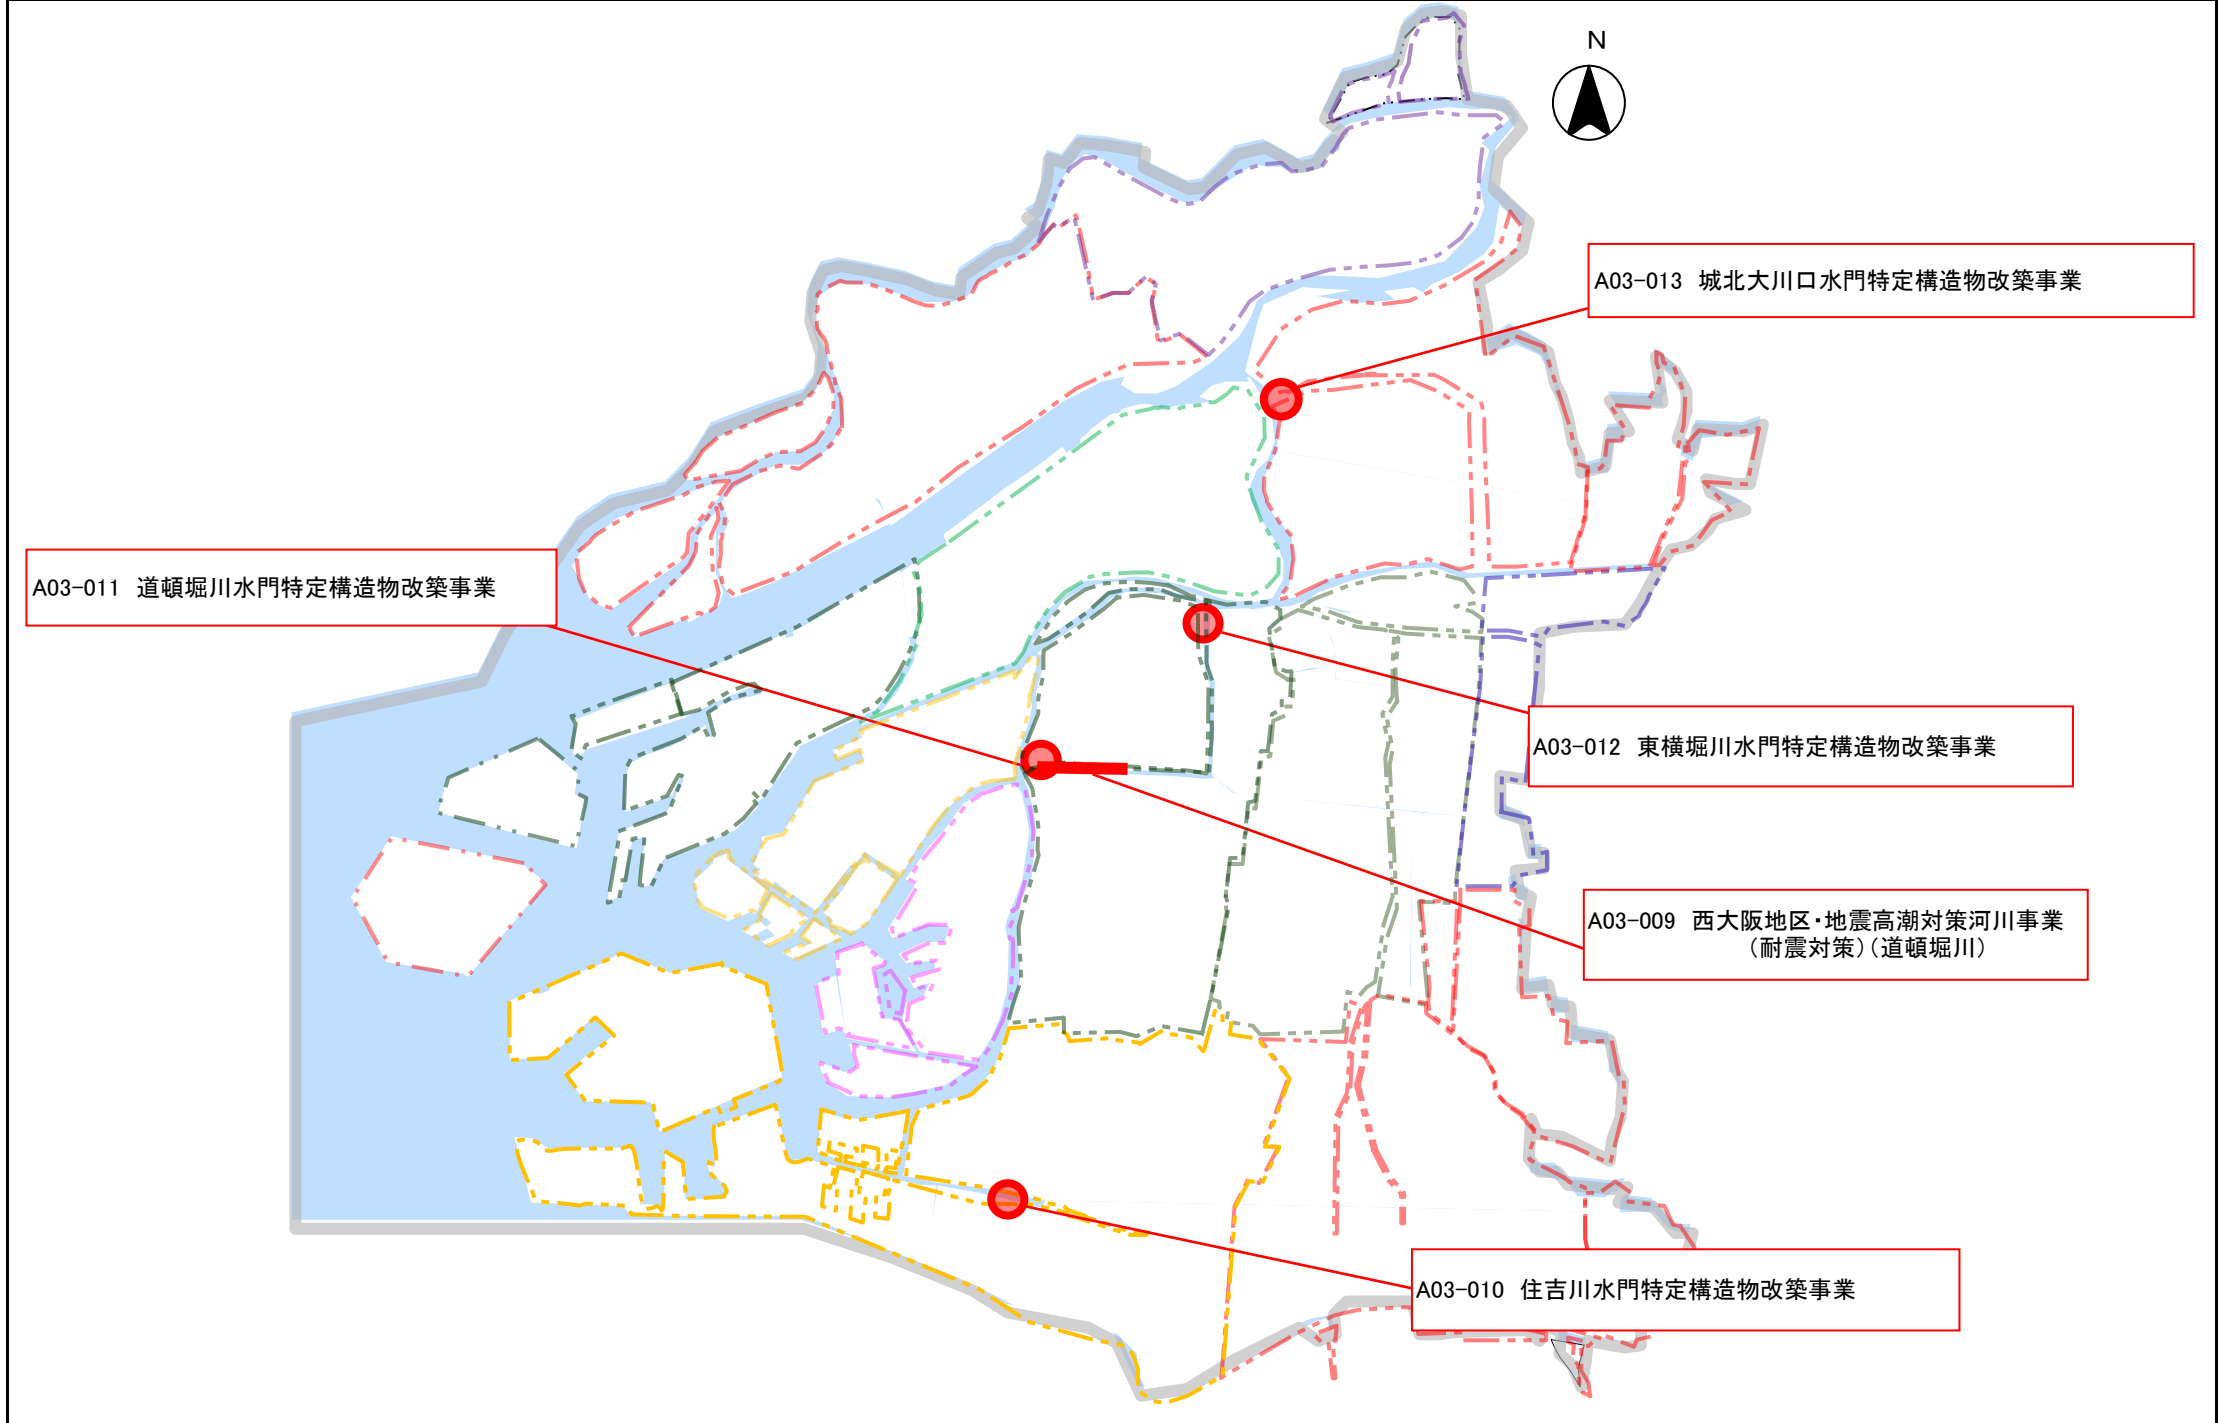 N
A03-013 城北大川口水門特定構造物改築事業
A03-011 道頓堀川水門特定構造物改築事業
A03-012 東横堀川水門特定構造物改築事業
A03-009 西大阪地区・地震高潮対策河川事業
（耐震対策）（道頓堀川）
A03-010 住吉川水門特定構造物改築事業